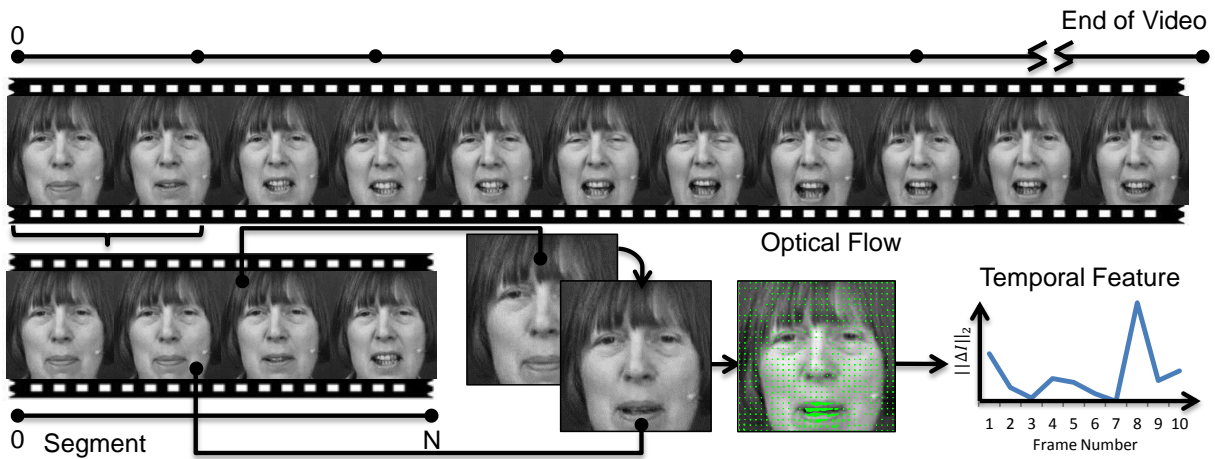 0
End of Video
Optical Flow
Temporal Feature
||ΔI||₂
1 2 3 4 5 6 7 8 9 10
Frame Number
0 Segment N